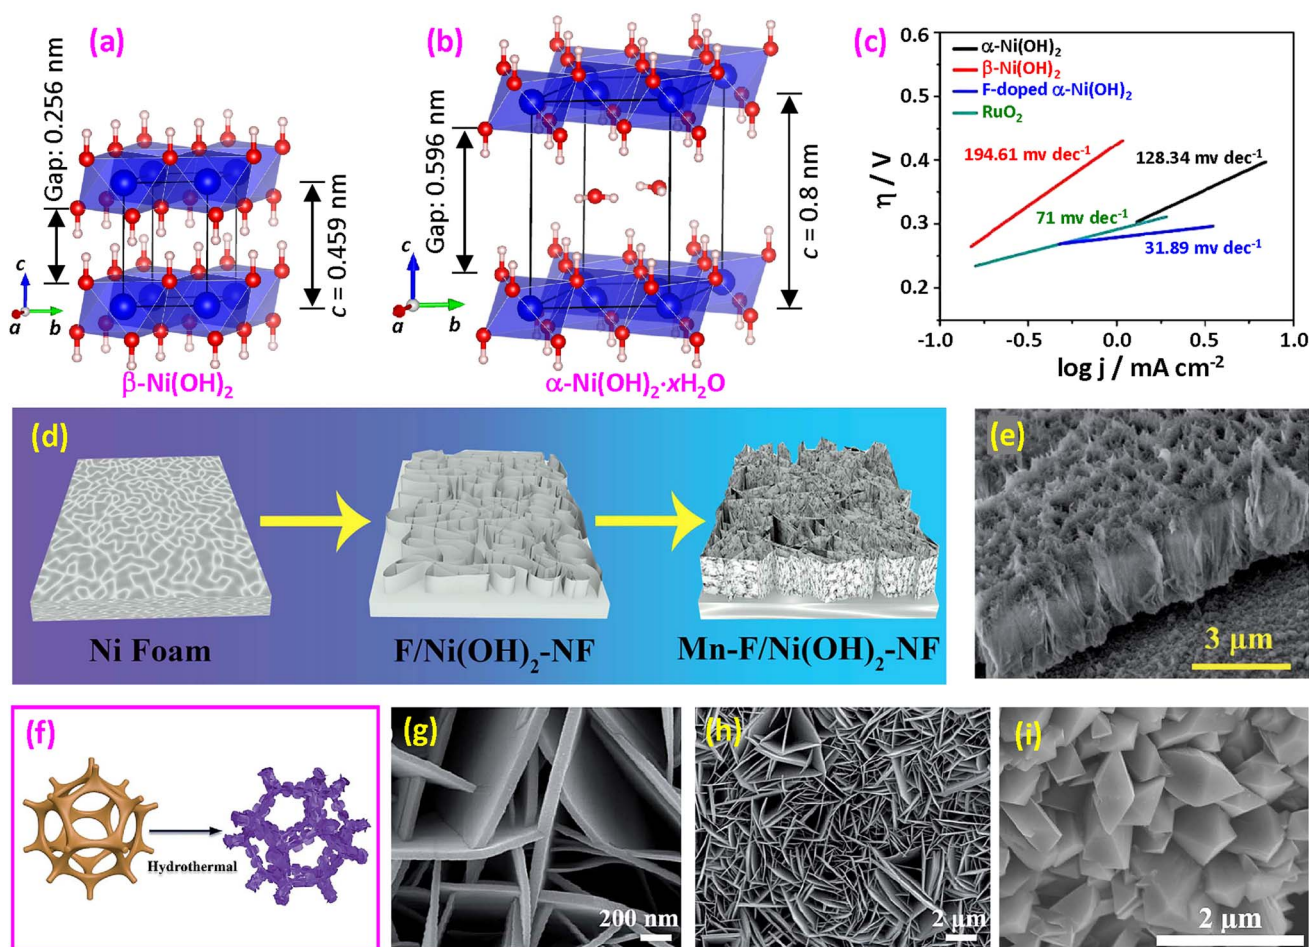 (a)
Gap: 0.256 nm
c = 0.459 nm
c
a
b
β-Ni(OH)₂
(b)
Gap: 0.596 nm
c = 0.8 nm
c
a
b
α-Ni(OH)₂·xH₂O
(c)
η / V
0.6
0.5
0.4
0.3
0.2
α-Ni(OH)₂
β-Ni(OH)₂
F-doped α-Ni(OH)₂
RuO₂
194.61 mv dec⁻¹
128.34 mv dec⁻¹
71 mv dec⁻¹
31.89 mv dec⁻¹
-1.0
-0.5
0.0
0.5
1.0
log j / mA cm⁻²
(d)
Ni Foam
F/Ni(OH)₂-NF
Mn-F/Ni(OH)₂-NF
(e)
3 μm
(f)
Hydrothermal
(g)
200 nm
(h)
2 μm
(i)
2 μm